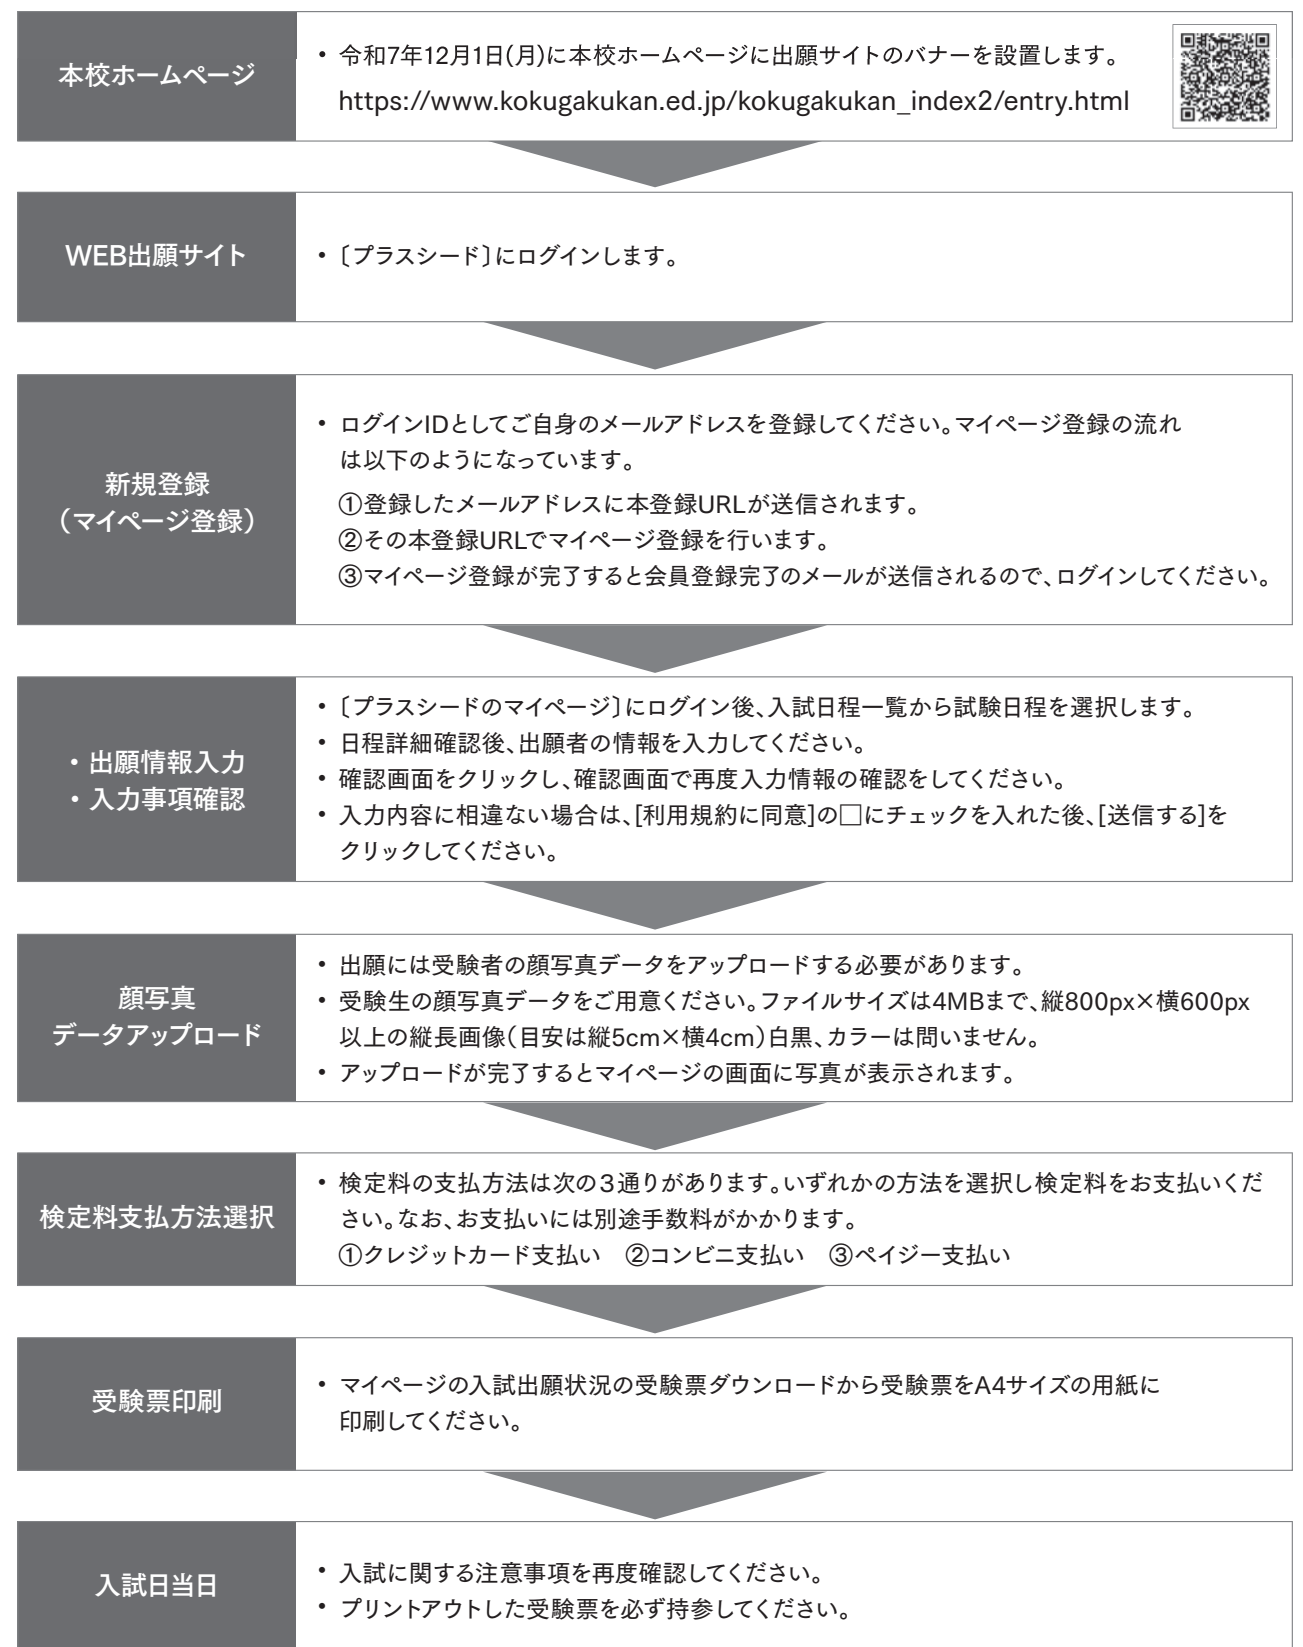 本校ホームページ
• 令和7年12月1日(月)に本校ホームページに出願サイトのバナーを設置します。
https://www.kokugakukan.ed.jp/kokugakukan_index2/entry.html
WEB出願サイト
• 〔プラスシード〕にログインします。
新規登録
（マイページ登録）
• ログインIDとしてご自身のメールアドレスを登録してください。マイページ登録の流れ
は以下のようになっています。
①登録したメールアドレスに本登録URLが送信されます。
②その本登録URLでマイページ登録を行います。
③マイページ登録が完了すると会員登録完了のメールが送信されるので、ログインしてください。
・出願情報入力
・入力事項確認
• 〔プラスシードのマイページ〕にログイン後、入試日程一覧から試験日程を選択します。
• 日程詳細確認後、出願者の情報を入力してください。
• 確認画面をクリックし、確認画面で再度入力情報の確認をしてください。
• 入力内容に相違ない場合は、[利用規約に同意]の□にチェックを入れた後、[送信する]を
クリックしてください。
顔写真
データアップロード
• 出願には受験者の顔写真データをアップロードする必要があります。
• 受験生の顔写真データをご用意ください。ファイルサイズは4MBまで、縦800px×横600px
以上の縦長画像（目安は縦5cm×横4cm）白黒、カラーは問いません。
• アップロードが完了するとマイページの画面に写真が表示されます。
検定料支払方法選択
• 検定料の支払方法は次の3通りがあります。いずれかの方法を選択し検定料をお支払いくだ
さい。なお、お支払いには別途手数料がかかります。
①クレジットカード支払い　②コンビニ支払い　③ペイジー支払い
受験票印刷
• マイページの入試出願状況の受験票ダウンロードから受験票をA4サイズの用紙に
印刷してください。
入試日当日
• 入試に関する注意事項を再度確認してください。
• プリントアウトした受験票を必ず持参してください。